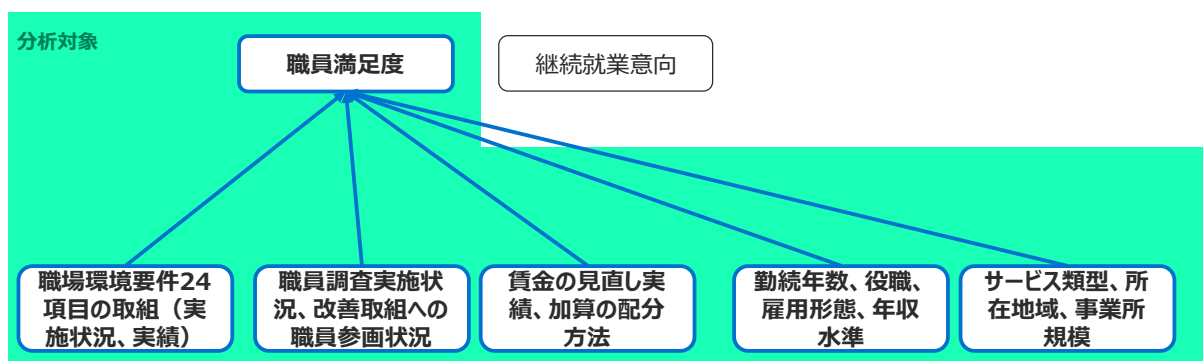 分析対象
職員満足度
継続就業意向
職場環境要件24
項目の取組（実
施状況、実績）
職員調査実施状
況、改善取組への
職員参画状況
賃金の見直し実
績、加算の配分
方法
勤続年数、役職、
雇用形態、年収
水準
サービス類型、所
在地域、事業所
規模